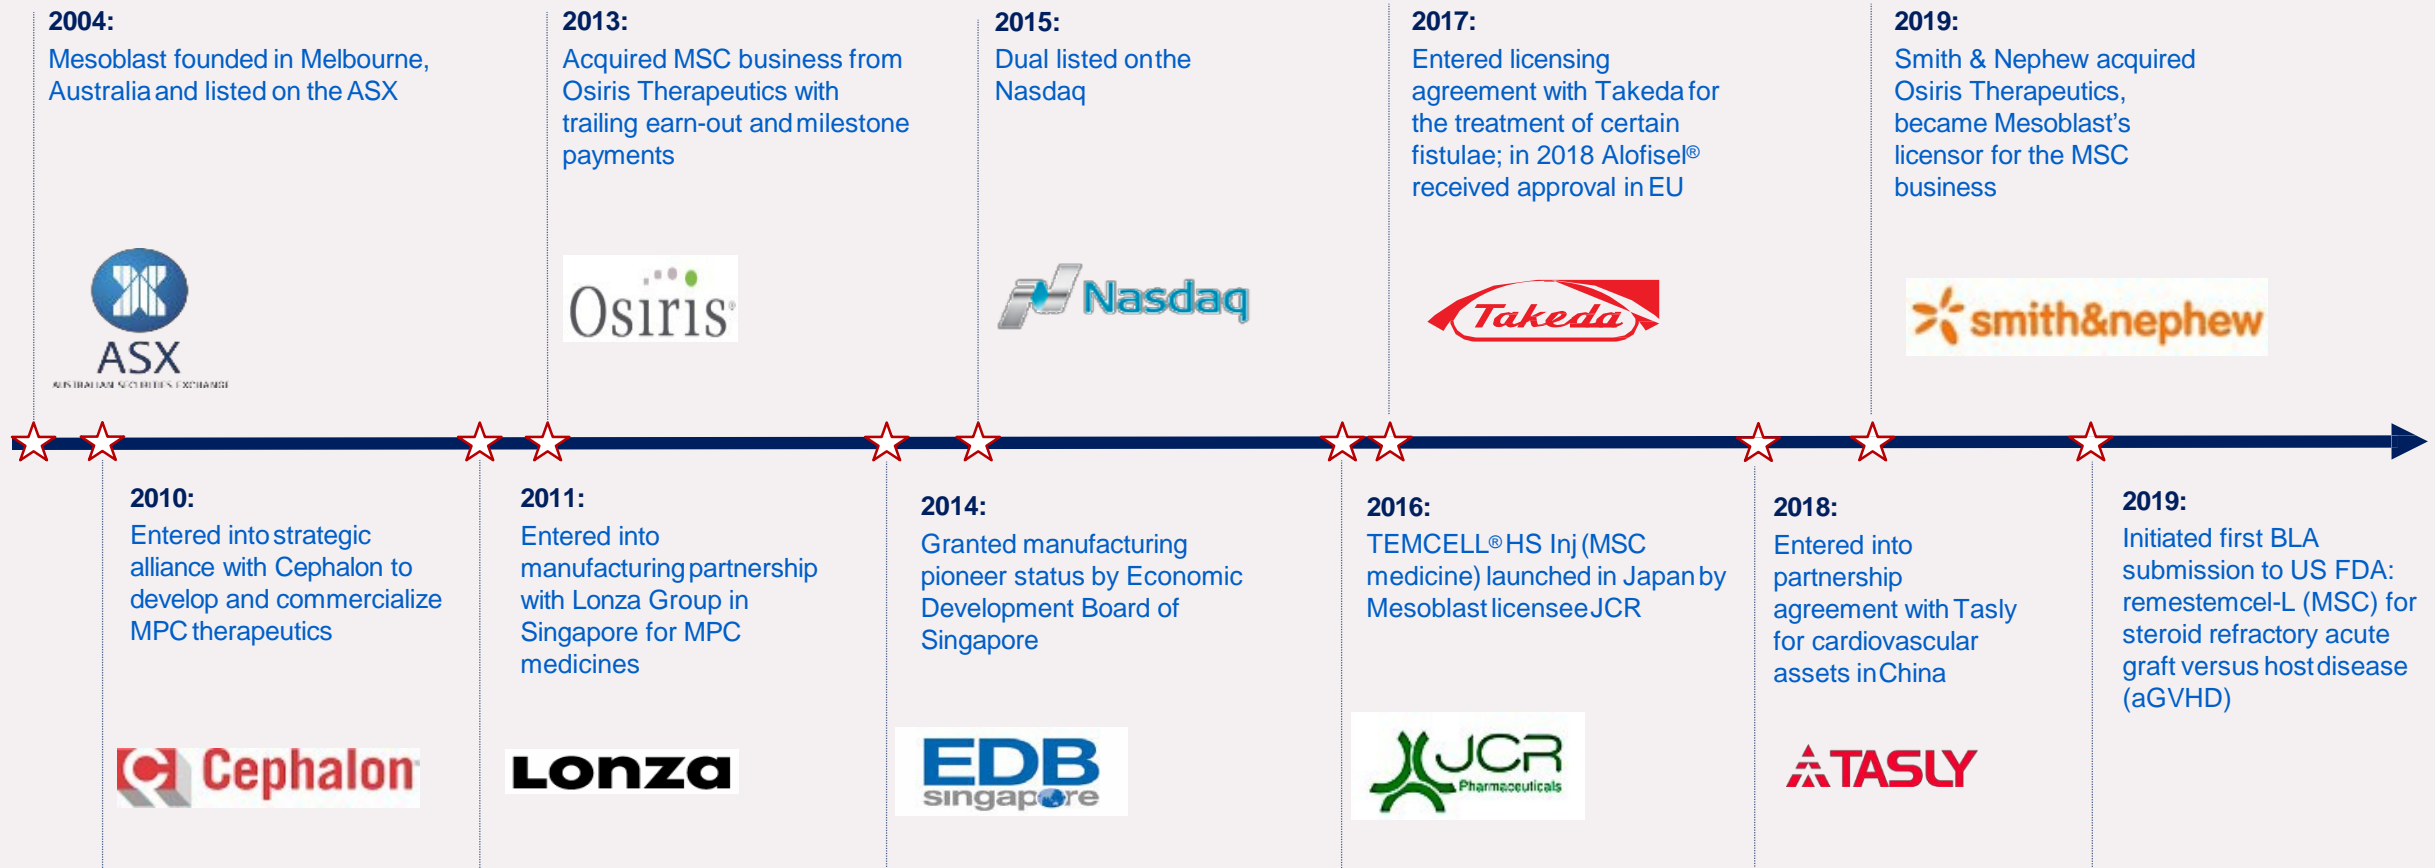 2004:
Mesoblast founded in Melbourne,
Australia and listed on the ASX
ASX
AUSTRALIAN SECURITIES EXCHANGE
2013:
Acquired MSC business from
Osiris Therapeutics with
trailing earn-out and milestone
payments
Osiris®
2015:
Dual listed on the
Nasdaq
Nasdaq
2017:
Entered licensing
agreement with Takeda for
the treatment of certain
fistulae; in 2018 Alofisel®
received approval in EU
Takeda
2019:
Smith & Nephew acquired
Osiris Therapeutics,
became Mesoblast's
licensor for the MSC
business
smith&nephew
2010:
Entered into strategic
alliance with Cephalon to
develop and commercialize
MPC therapeutics
Cephalon
2011:
Entered into
manufacturing partnership
with Lonza Group in
Singapore for MPC
medicines
Lonza
2014:
Granted manufacturing
pioneer status by Economic
Development Board of
Singapore
EDB
singapore
2016:
TEMCELL® HS Inj (MSC
medicine) launched in Japan by
Mesoblast licensee JCR
JCR
Pharmaceuticals
2018:
Entered into
partnership
agreement with Tasly
for cardiovascular
assets in China
TASLY
2019:
Initiated first BLA
submission to US FDA:
remestemcel-L (MSC) for
steroid refractory acute
graft versus host disease
(aGVHD)